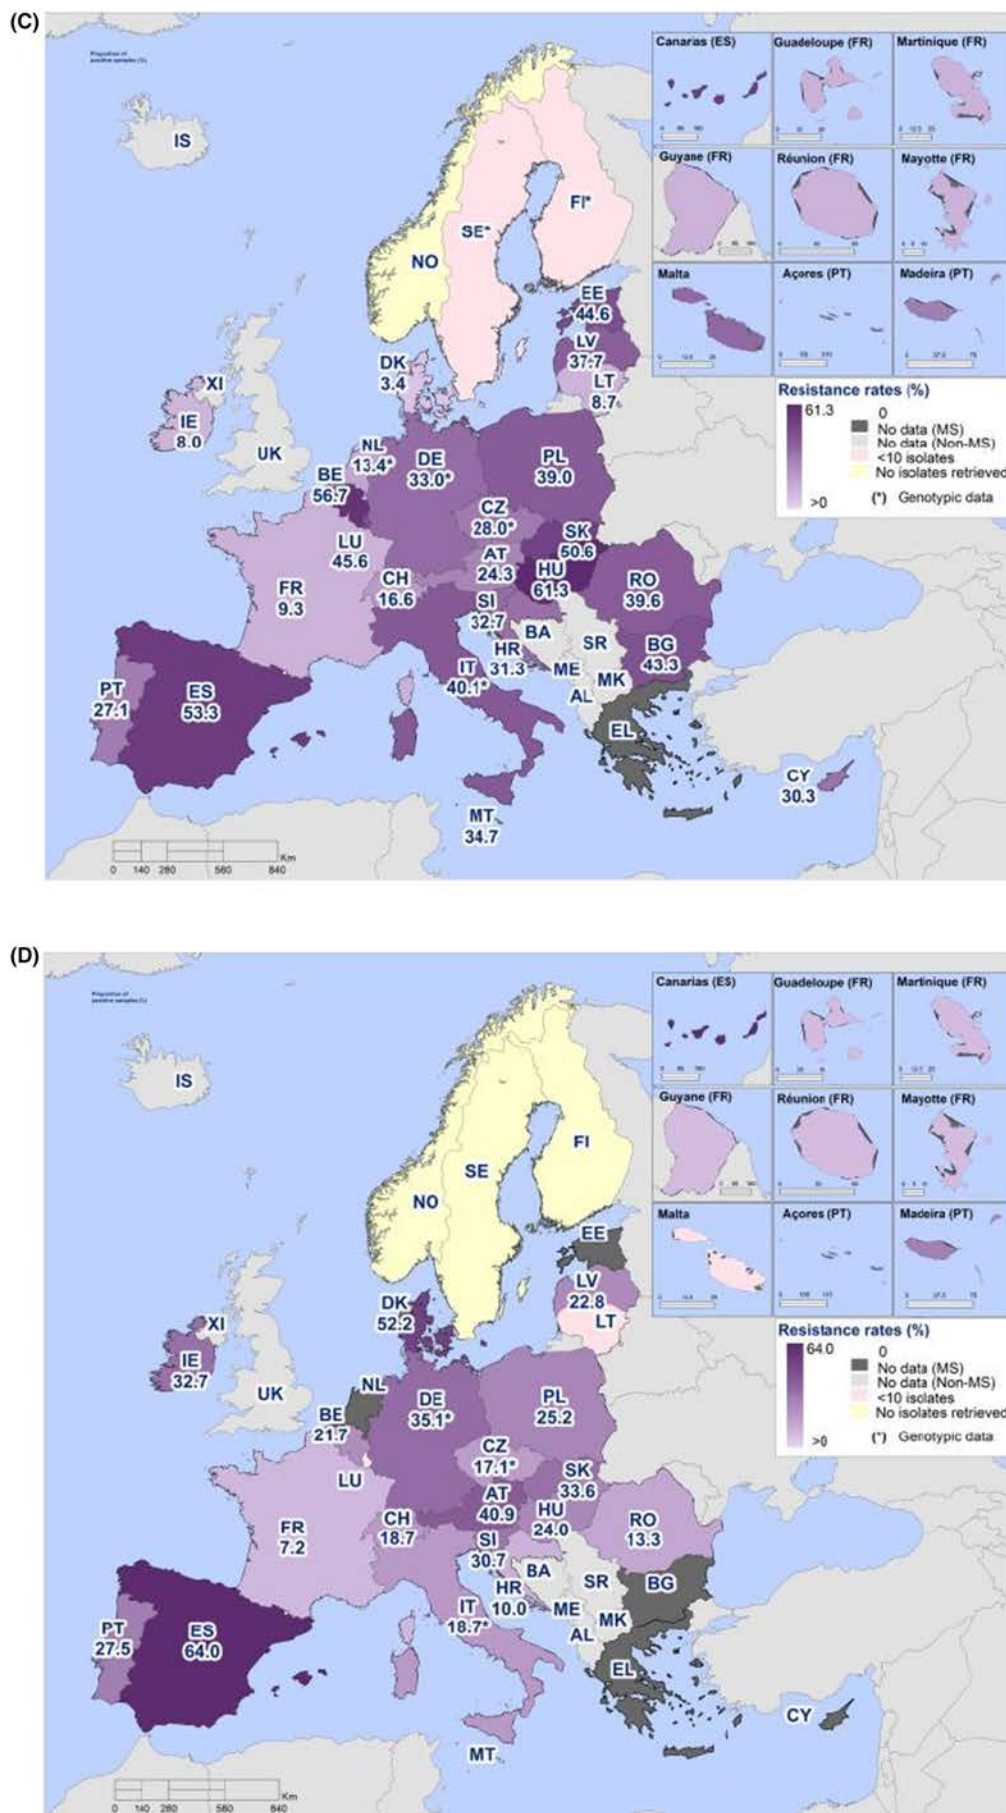 (C)
Proportion of
positive samples (%)
Canarias (ES)
Guadeloupe (FR)
Martinique (FR)
Guyane (FR)
Réunion (FR)
Mayotte (FR)
Malta
Açores (PT)
Madeira (PT)
IS
NO
SE*
FI*
EE
44.6
LV
37.7
LT
8.7
DK
3.4
XI
IE
8.0
UK
NL
13.4*
BE
56.7
DE
33.0*
PL
39.0
CZ
28.0*
SK
50.6
LU
45.6
AT
24.3
HU
61.3
RO
39.6
FR
9.3
CH
16.6
SI
32.7
BA
SR
HR
31.3
BG
43.3
ME
MK
IT
40.1*
AL
PT
27.1
ES
53.3
EL
CY
30.3
MT
34.7
Km
0 140 280 560 840
Resistance rates (%)
61.3
>0
0
No data (MS)
No data (Non-MS)
<10 isolates
No isolates retrieved
(*) Genotypic data
(D)
Proportion of
positive samples (%)
Canarias (ES)
Guadeloupe (FR)
Martinique (FR)
Guyane (FR)
Réunion (FR)
Mayotte (FR)
Malta
Açores (PT)
Madeira (PT)
IS
NO
SE
FI
EE
LV
22.8
LT
DK
52.2
XI
IE
32.7
UK
NL
BE
21.7
DE
35.1*
PL
25.2
CZ
17.1*
SK
33.6
LU
AT
40.9
HU
24.0
RO
13.3
FR
7.2
CH
18.7
SI
30.7
BA
SR
HR
10.0
BG
ME
MK
IT
18.7*
AL
PT
27.5
ES
64.0
EL
CY
MT
Km
0 140 280 560 840
Resistance rates (%)
64.0
>0
0
No data (MS)
No data (Non-MS)
<10 isolates
No isolates retrieved
(*) Genotypic data